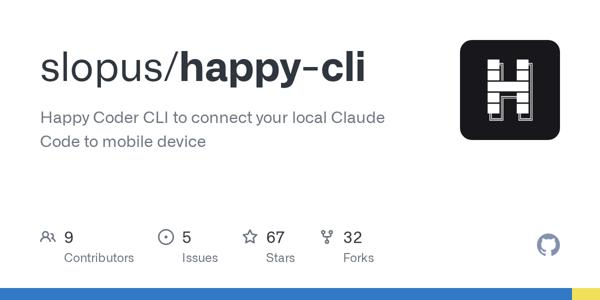 slopus/happy-cli
H
Happy Coder CLI to connect your local Claude
Code to mobile device
9 5 67 32
Contributors Issues Stars Forks